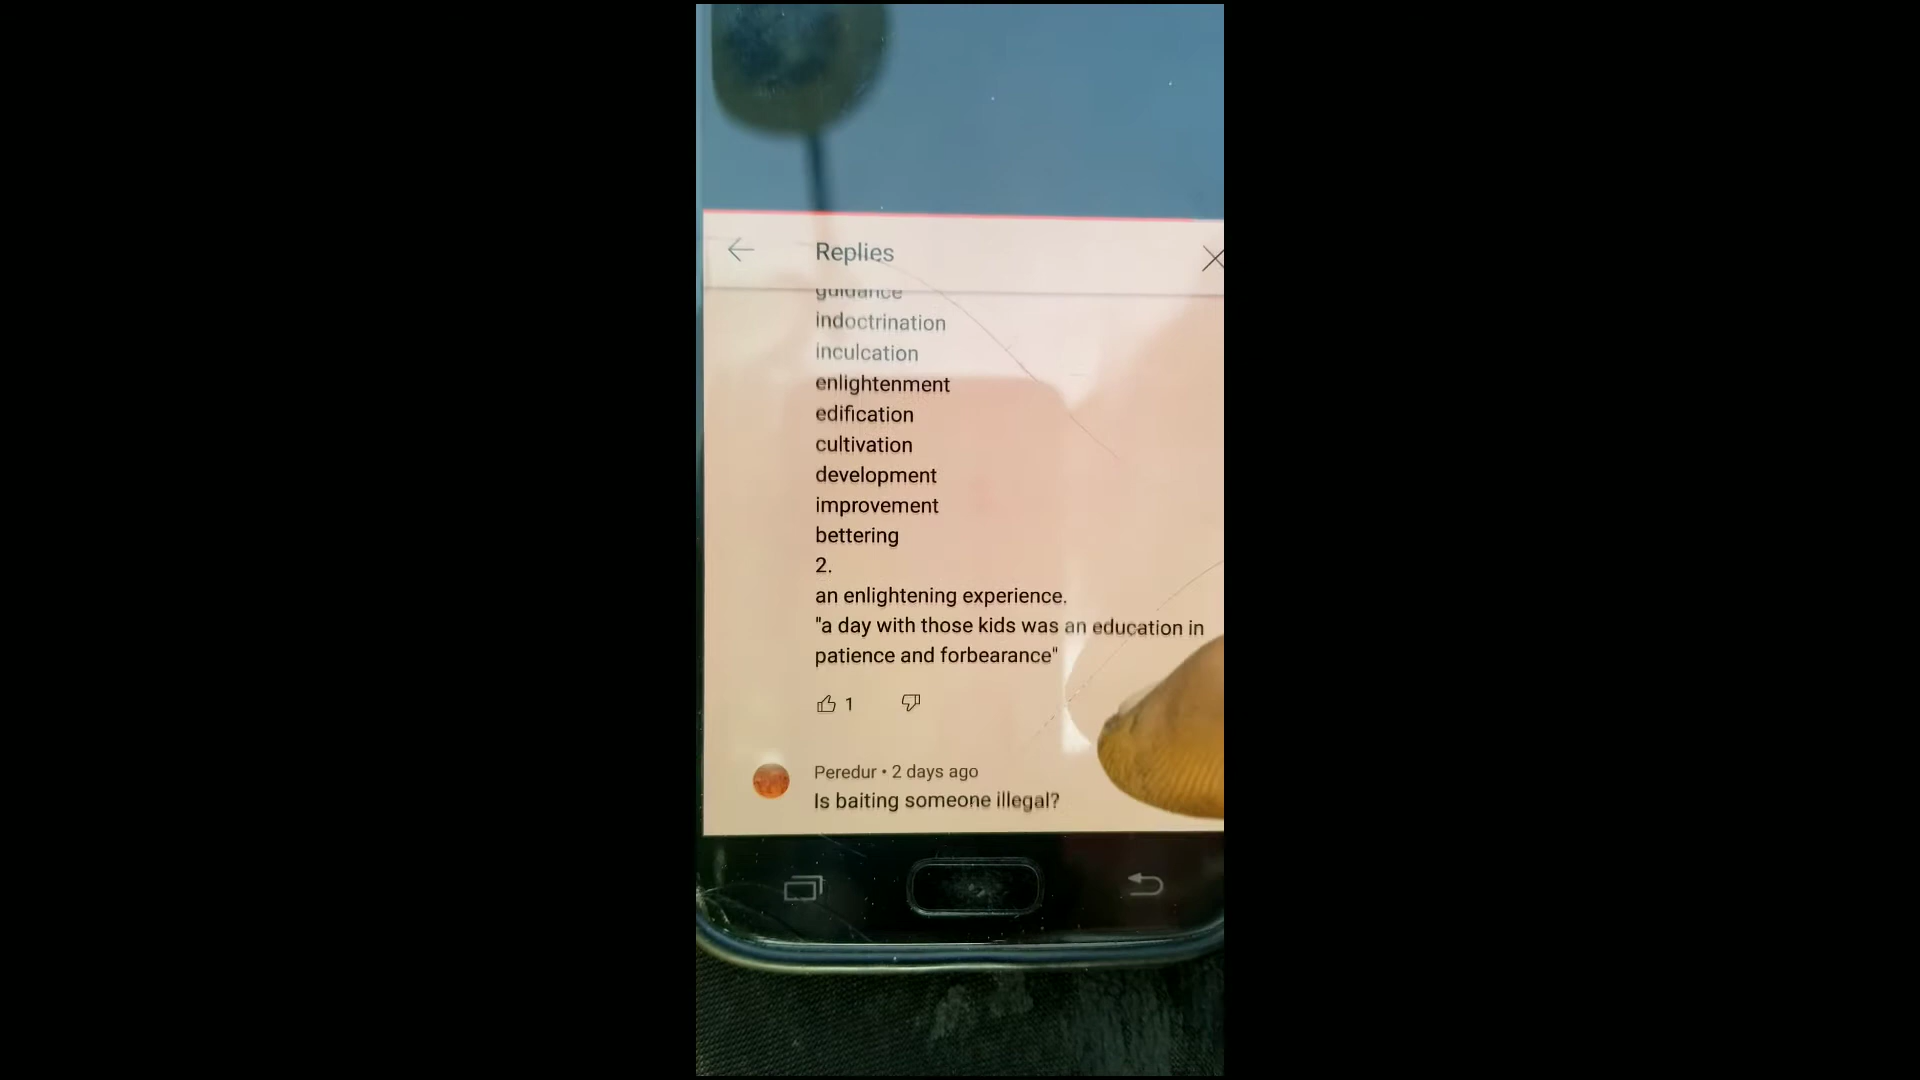 Replies
guidance
indoctrination
inculcation
enlightenment
edification
cultivation
development
improvement
bettering
2.
an enlightening experience.
"a day with those kids was an education in
patience and forbearance"
1
Peredur • 2 days ago
Is baiting someone illegal?